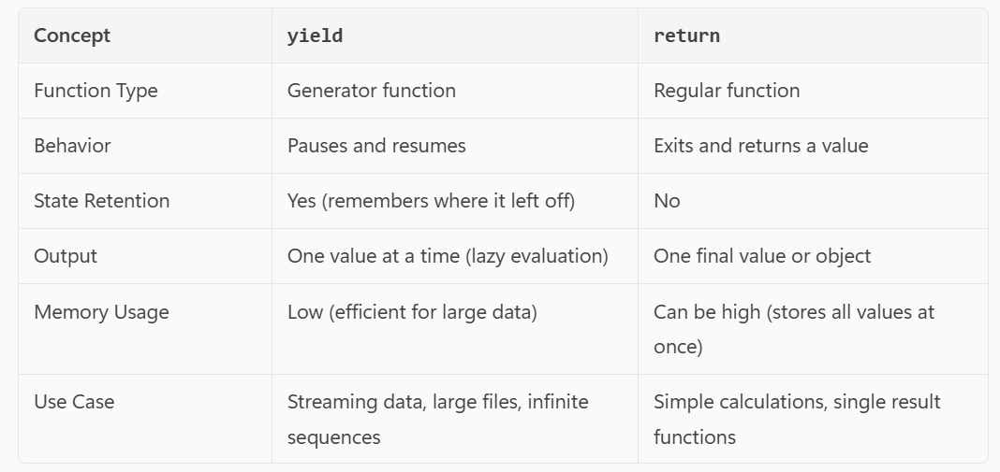 Concept yield return
Function Type Generator function Regular function
Behavior Pauses and resumes Exits and returns a value
State Retention Yes (remembers where it left off) No
Output One value at a time (lazy evaluation) One final value or object
Memory Usage Low (efficient for large data) Can be high (stores all values at
once)
Use Case Streaming data, large files, infinite Simple calculations, single result
sequences functions